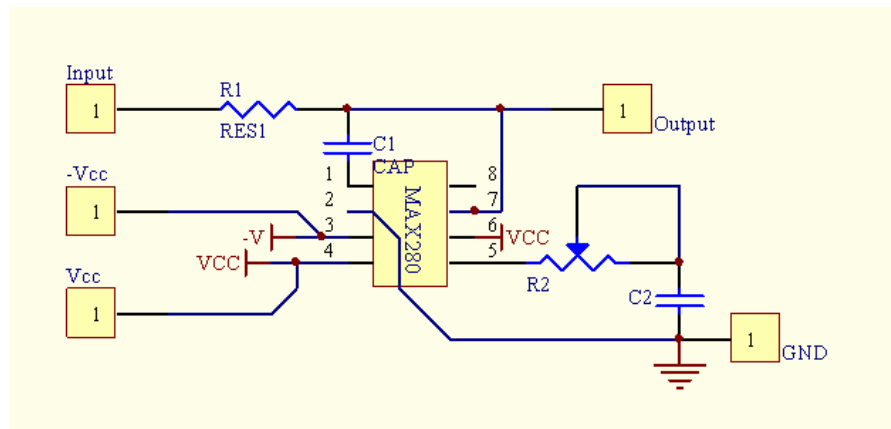 Input
1
R1
RES1
1
Output
C1
CAP
-Vcc
1
1
2
3
4
MAX280
8
7
6
5
-V
VCC
VCC
Vcc
1
R2
C2
1
GND